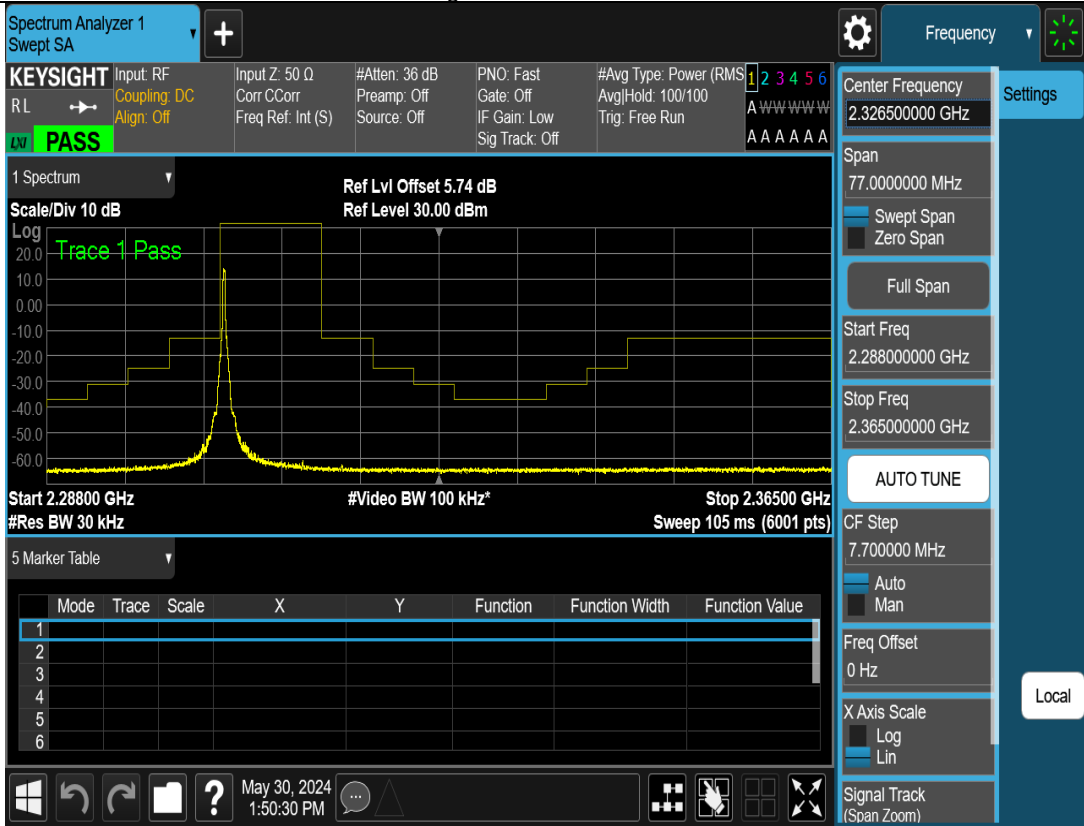 Spectrum Analyzer 1
Swept SA
+
Frequency
KEYSIGHT
RL
LXI
PASS
Input: RF
Coupling: DC
Align: Off
Input Z: 50 Ω
Corr CCorr
Freq Ref: Int (S)
#Atten: 36 dB
Preamp: Off
Source: Off
PNO: Fast
Gate: Off
IF Gain: Low
Sig Track: Off
#Avg Type: Power (RMS
Avg|Hold: 100/100
Trig: Free Run
1 2 3 4 5 6
A W W W W W
A A A A A A
1 Spectrum
Scale/Div 10 dB
Ref Lvl Offset 5.74 dB
Ref Level 30.00 dBm
Log
Trace 1 Pass
20.0
10.0
0.00
-10.0
-20.0
-30.0
-40.0
-50.0
-60.0
Start 2.28800 GHz
#Res BW 30 kHz
#Video BW 100 kHz*
Stop 2.36500 GHz
Sweep 105 ms (6001 pts)
5 Marker Table
Mode Trace Scale X Y Function Function Width Function Value
1
2
3
4
5
6
?
May 30, 2024
1:50:30 PM
Center Frequency
2.326500000 GHz
Span
77.0000000 MHz
Swept Span
Zero Span
Full Span
Start Freq
2.288000000 GHz
Stop Freq
2.365000000 GHz
AUTO TUNE
CF Step
7.700000 MHz
Auto
Man
Freq Offset
0 Hz
X Axis Scale
Log
Lin
Signal Track
(Span Zoom)
Settings
Local